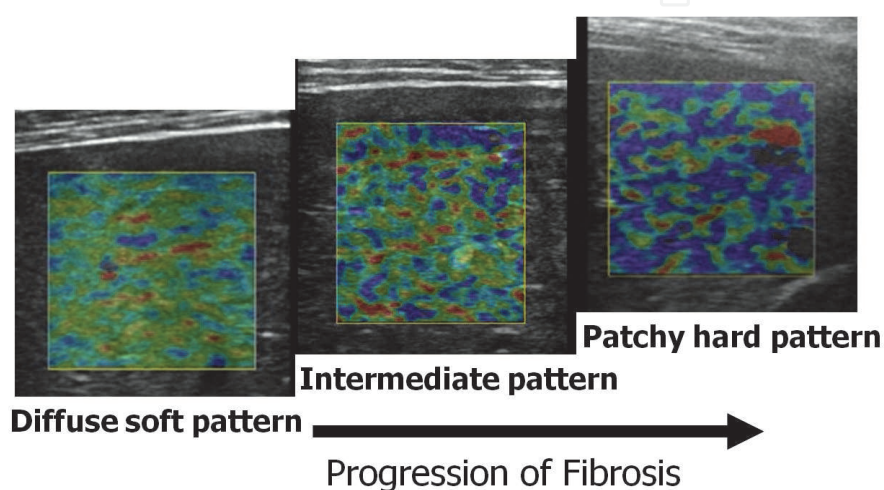 Patchy hard pattern
Intermediate pattern
Diffuse soft pattern
Progression of Fibrosis